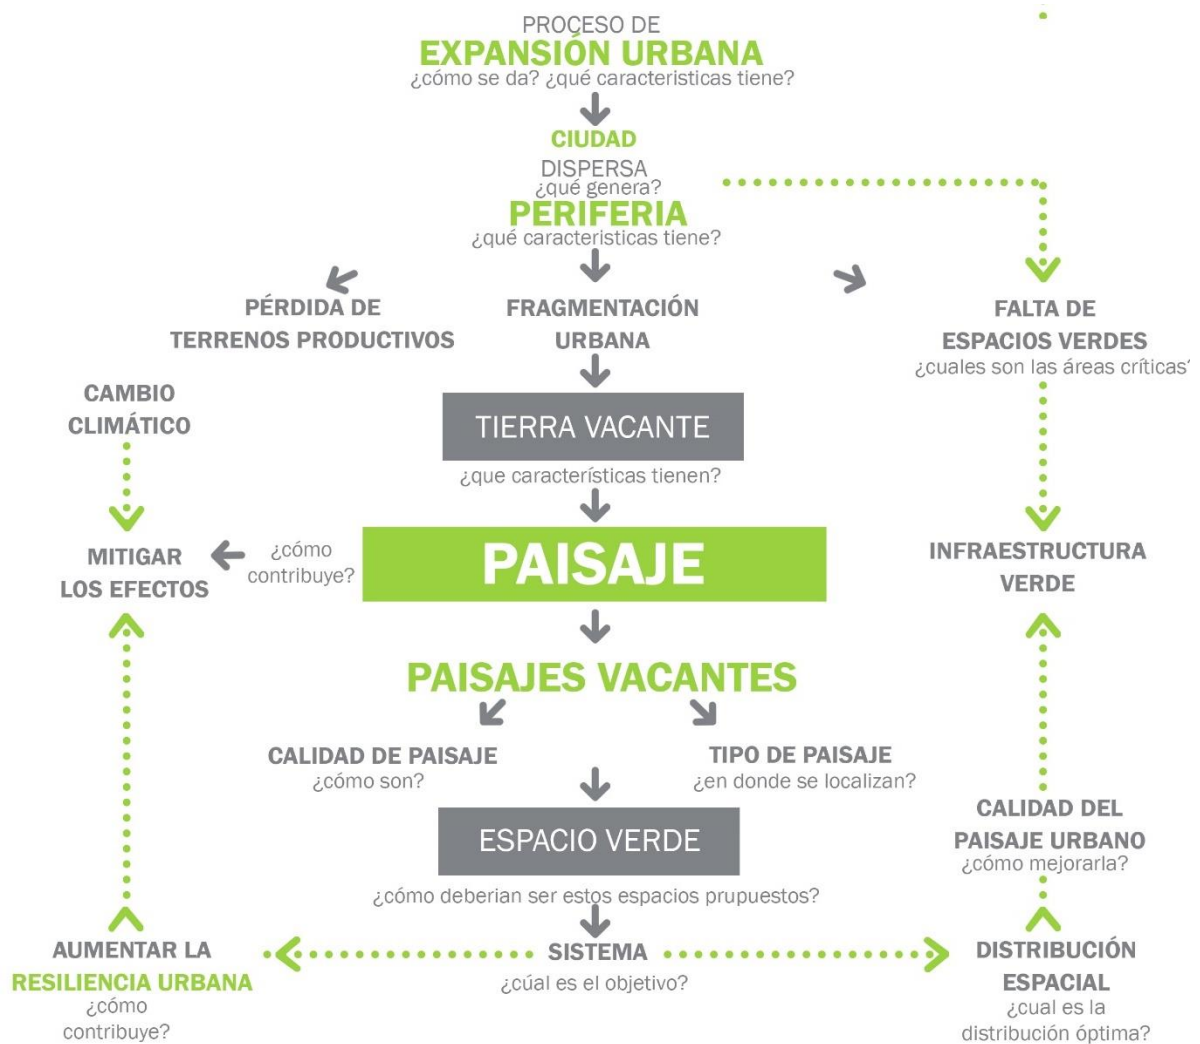 PROCESO DE
EXPANSIÓN URBANA
¿cómo se da? ¿qué caracteristicas tiene?
CIUDAD
DISPERSA
¿qué genera?
PERIFERIA
¿qué caracteristicas tiene?
PÉRDIDA DE
TERRENOS PRODUCTIVOS
FRAGMENTACIÓN
URBANA
FALTA DE
ESPACIOS VERDES
¿cuales son las áreas críticas?
CAMBIO
CLIMÁTICO
TIERRA VACANTE
¿que característicias tienen?
MITIGAR
LOS EFECTOS
¿cómo
contribuye?
PAISAJE
INFRAESTRUCTURA
VERDE
PAISAJES VACANTES
CALIDAD DE PAISAJE
¿cómo son?
TIPO DE PAISAJE
¿en donde se localizan?
ESPACIO VERDE
¿cómo deberian ser estos espacios prupuestos?
CALIDAD DEL
PAISAJE URBANO
¿cómo mejorarla?
AUMENTAR LA
RESILIENCIA URBANA
¿cómo
contribuye?
SISTEMA
¿cúal es el objetivo?
DISTRIBUCIÓN
ESPACIAL
¿cual es la
distribución óptima?